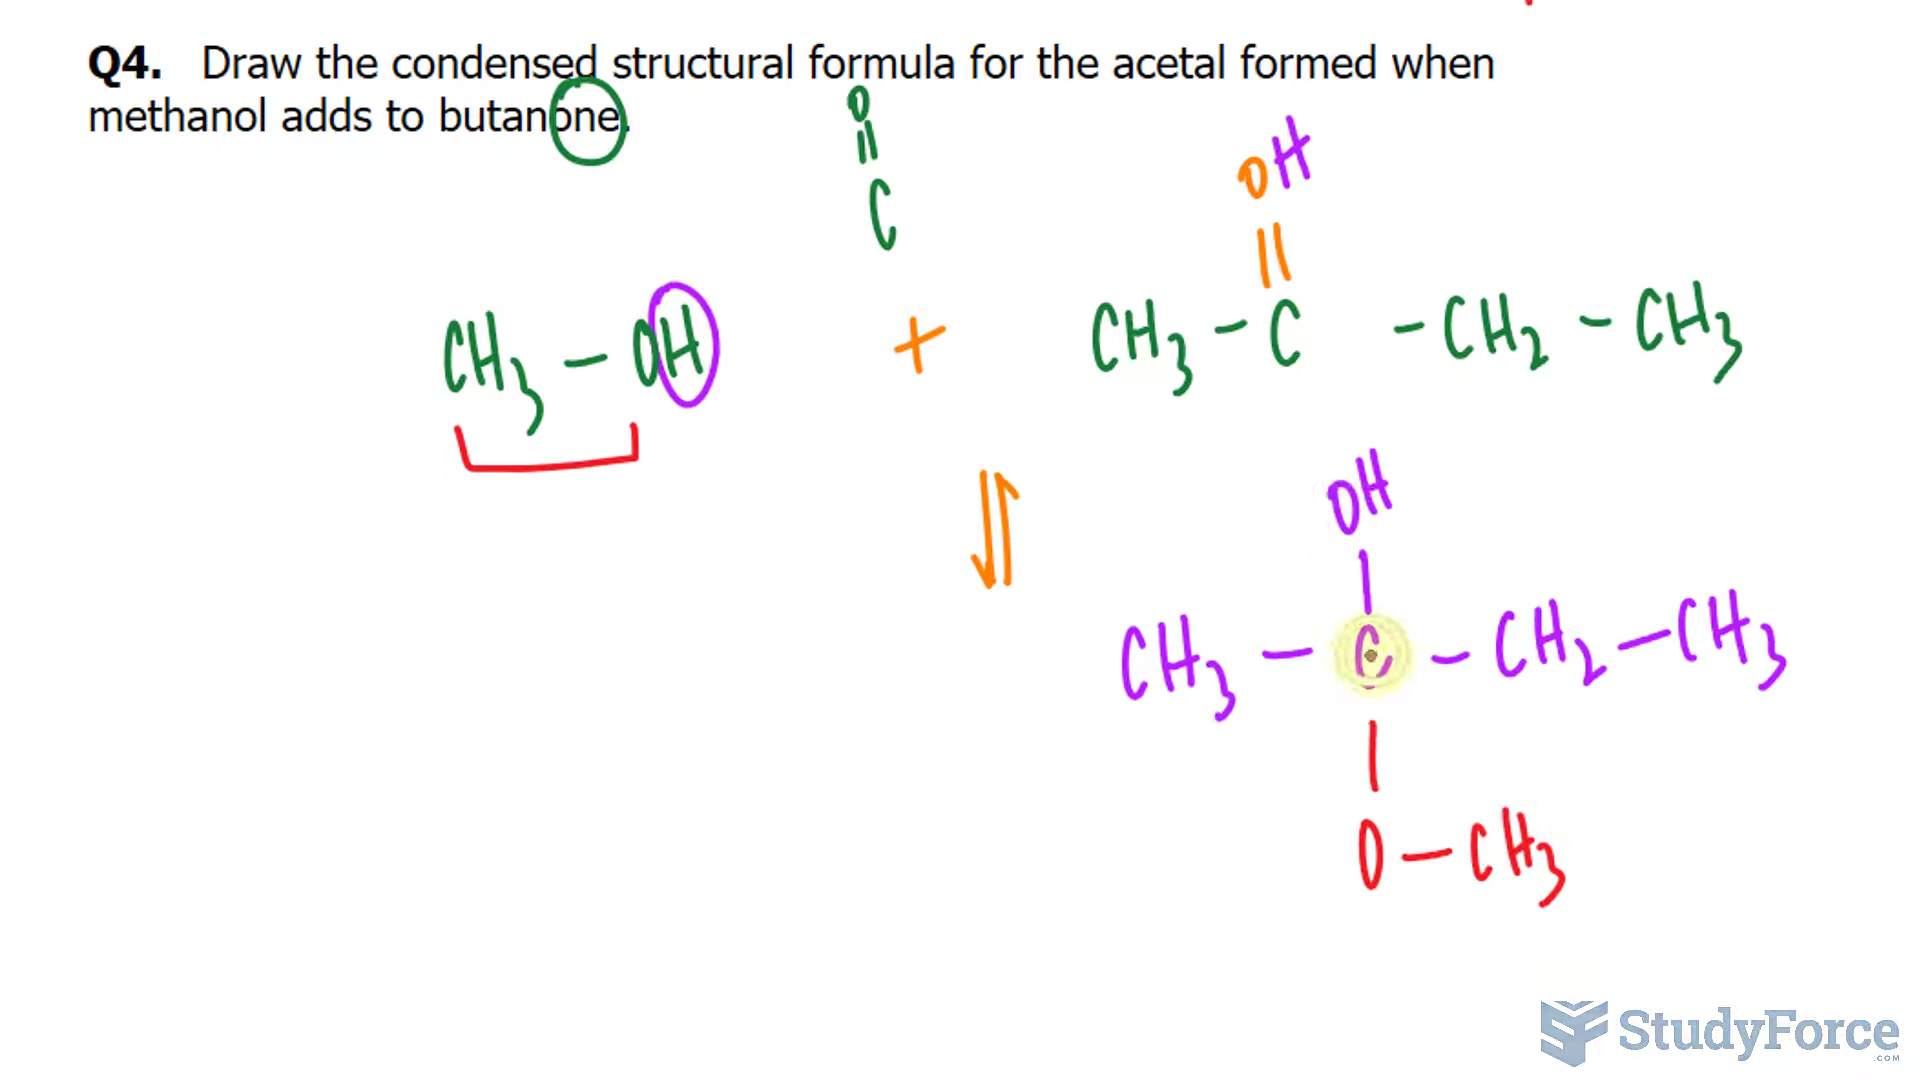 Q4. Draw the condensed structural formula for the acetal formed when
methanol adds to butanone.
O
||
C
OH
||
CH3 - OH + CH3 - C - CH2 - CH3
⇌
OH
|
CH3 - C - CH2 - CH3
|
O - CH3
StudyForce
.COM